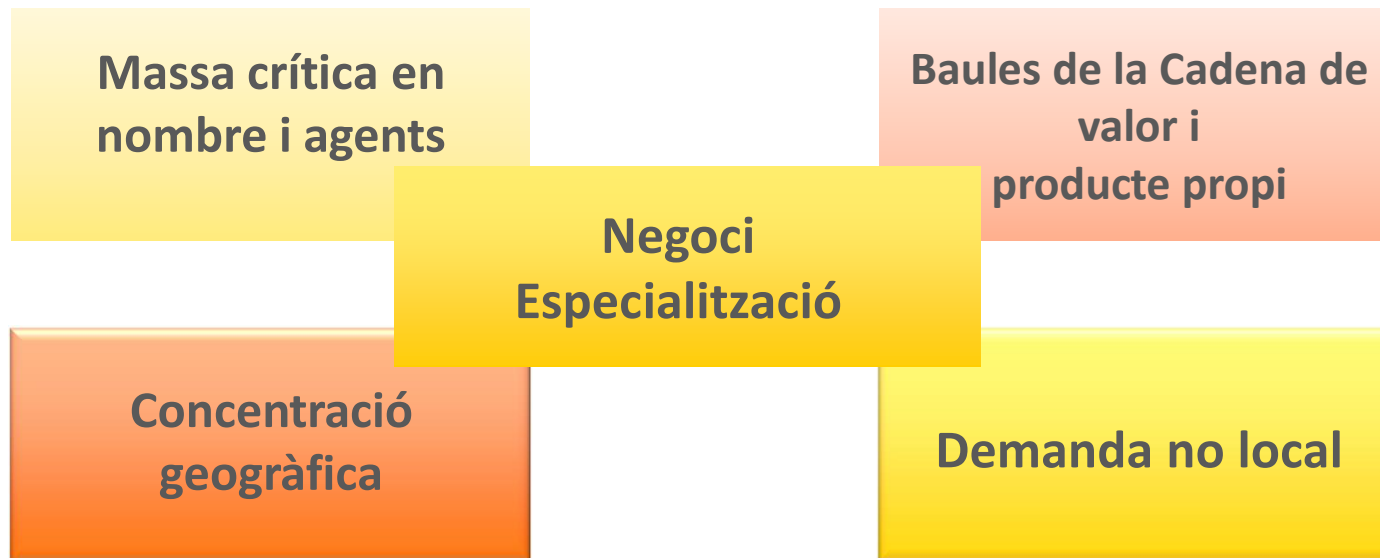 Massa crítica en
nombre i agents
Baules de la Cadena de
valor i
producte propi
Negoci
Especialització
Concentració
geogràfica
Demanda no local